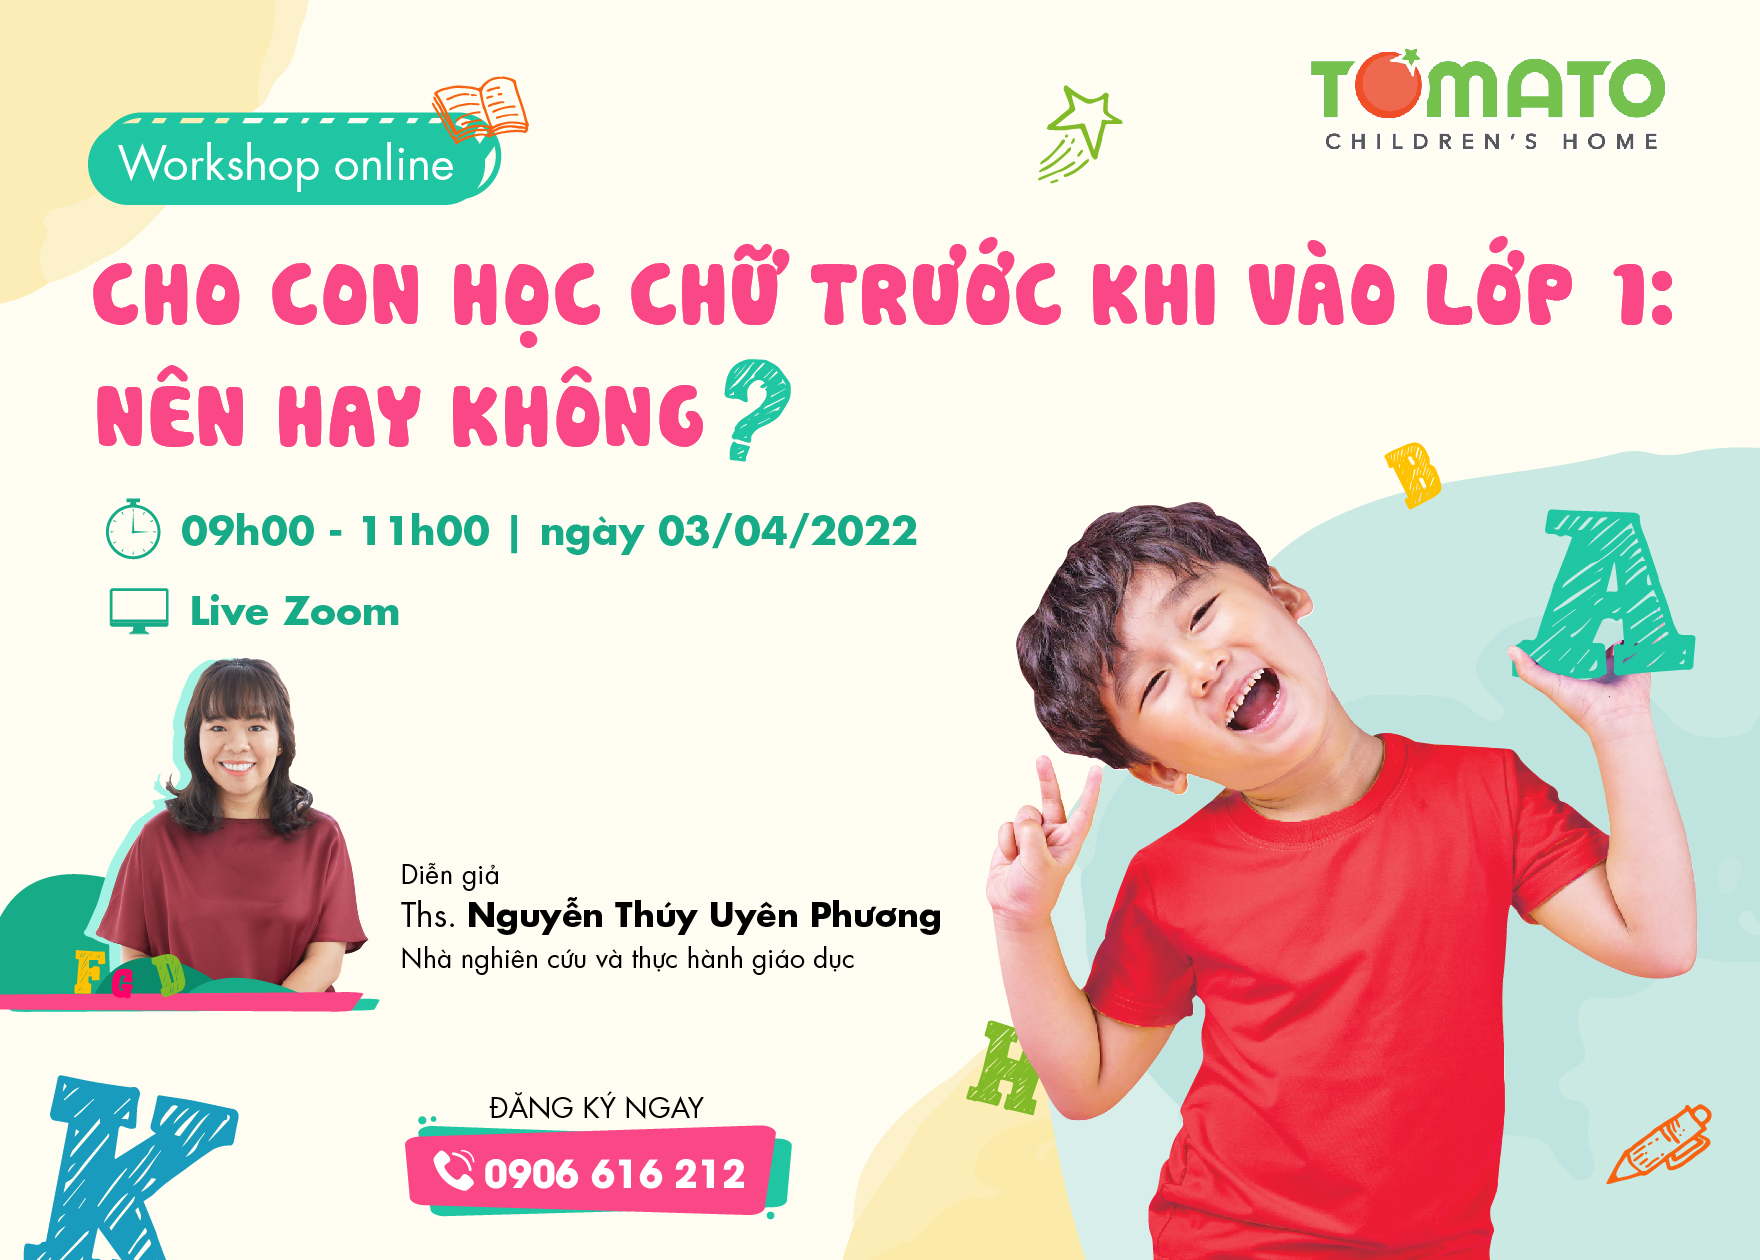 TOMATO
CHILDREN'S HOME
Workshop online
CHO CON HỌC CHỮ TRƯỚC KHI VÀO LỚP 1:
NÊN HAY KHÔNG?
09h00 - 11h00 | ngày 03/04/2022
Live Zoom
B
A
Diễn giả
Ths. Nguyễn Thúy Uyên Phương
Nhà nghiên cứu và thực hành giáo dục
F G D
H
K
ĐĂNG KÝ NGAY
0906 616 212